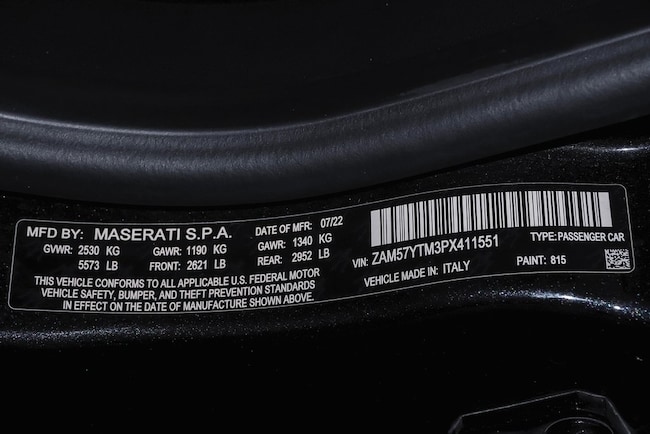 MFD BY: MASERATI S.P.A. DATE OF MFR: 07/22
GVWR: 2530 KG GAWR: 1190 KG GAWR: 1340 KG
5573 LB FRONT: 2621 LB REAR: 2952 LB
THIS VEHICLE CONFORMS TO ALL APPLICABLE U.S. FEDERAL MOTOR
VEHICLE SAFETY, BUMPER, AND THEFT PREVENTION STANDARDS
IN EFFECT ON THE DATE OF MANUFACTURE SHOWN ABOVE.
VIN: ZAM57YTM3PX411551 TYPE: PASSENGER CAR
VEHICLE MADE IN: ITALY PAINT: 815